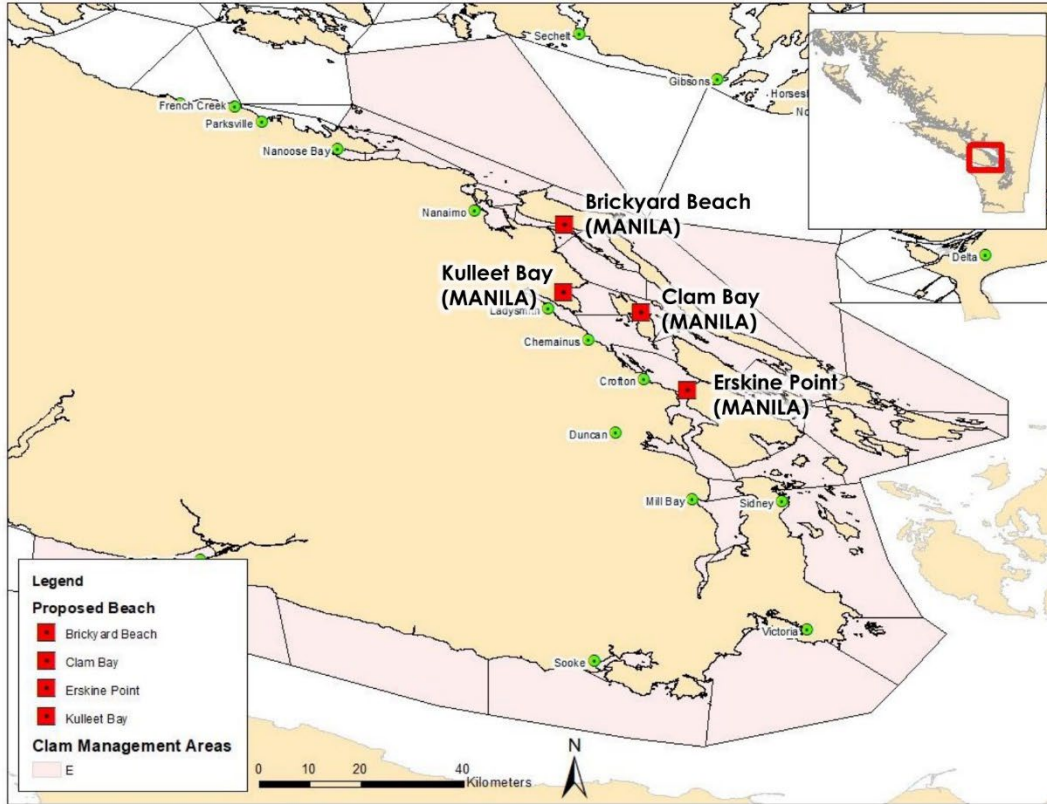 Sechelt
Gibsons
French Creek
Parksville
Nanoose Bay
Nanaimo
Brickyard Beach
(MANILA)
Delta
Kulleet Bay
(MANILA)
Clam Bay
(MANILA)
Chemainus
Crofton
Erskine Point
(MANILA)
Duncan
Mill Bay
Sidney
Victoria
Sooke
Legend
Proposed Beach
Brickyard Beach
Clam Bay
Erskine Point
Kulleet Bay
Clam Management Areas
E
N
0 10 20 40
Kilometers